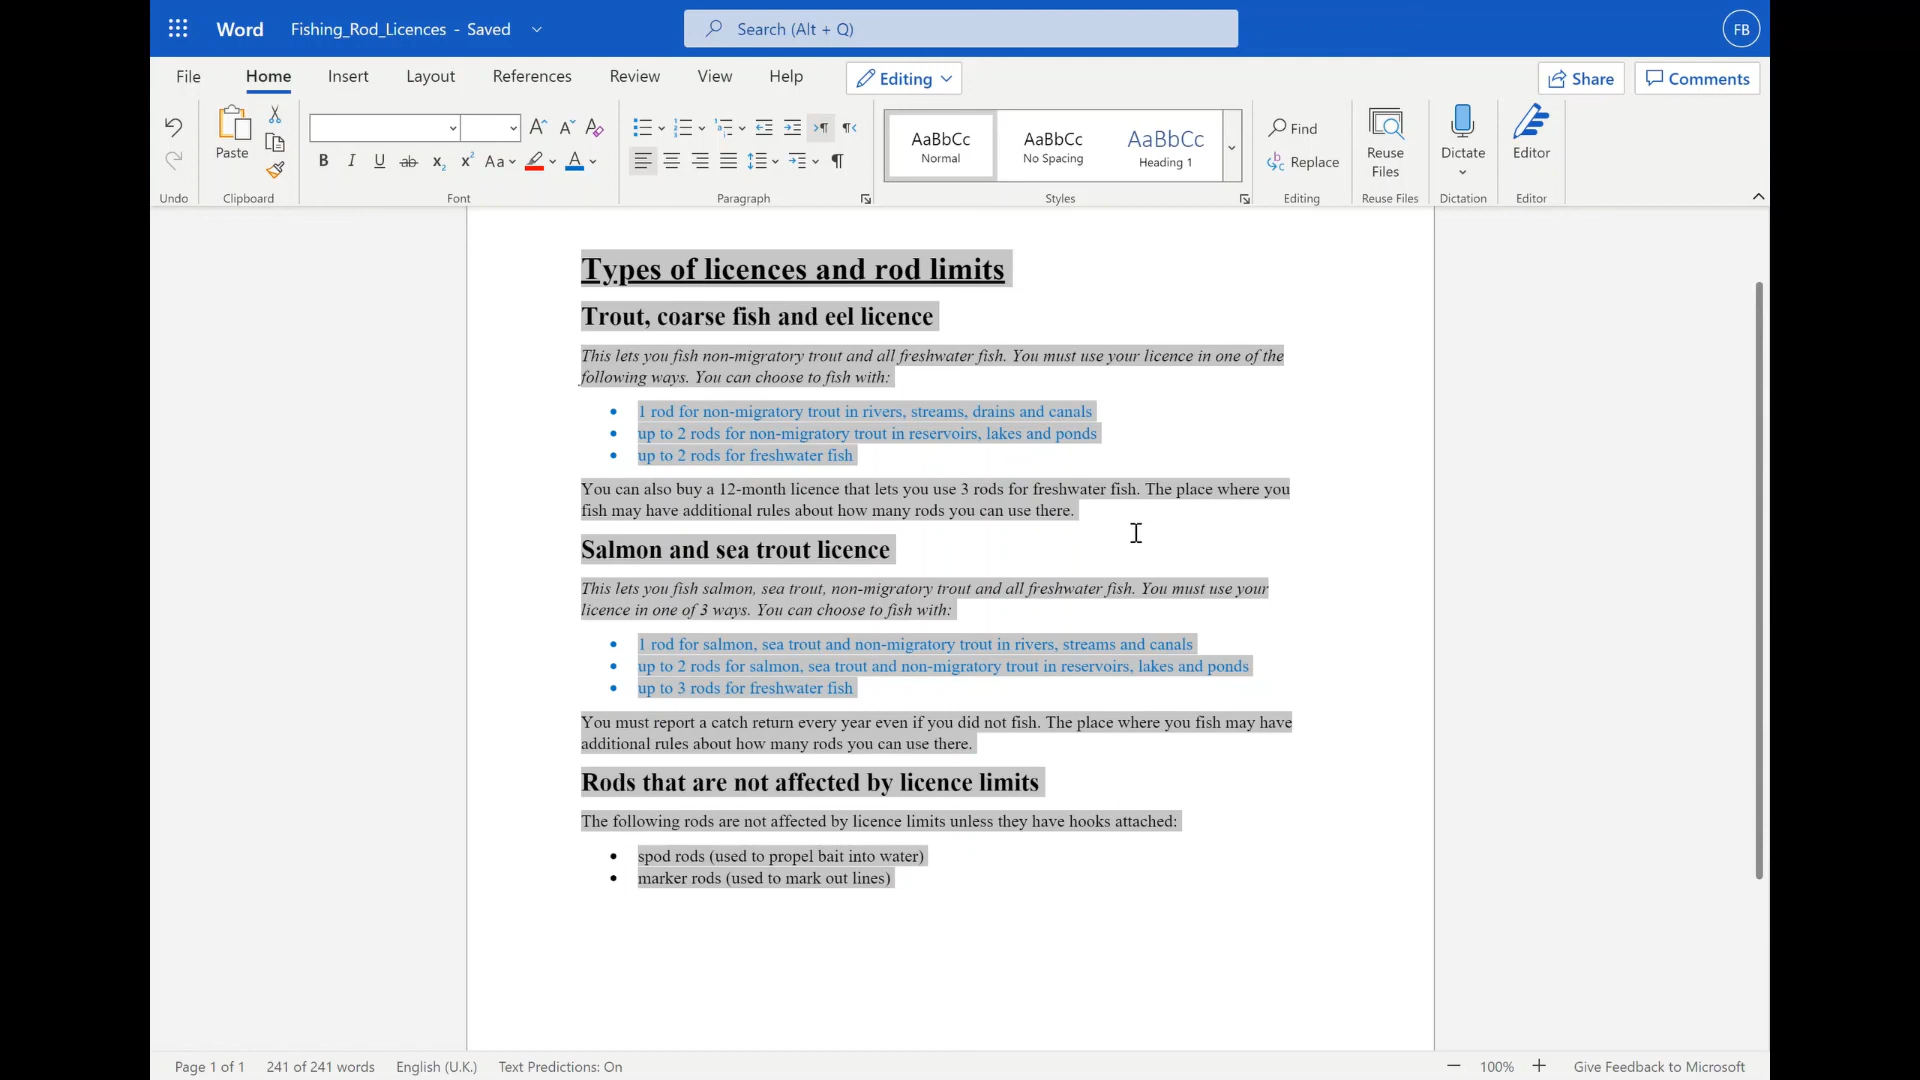 Word Fishing_Rod_Licences - Saved Search (Alt + Q) FB
File Home Insert Layout References Review View Help Editing Share Comments
Paste
B I U ab x₂ x² Aa A
AaBbCc AaBbCc AaBbCc
Normal No Spacing Heading 1
Find
Replace
Reuse Files
Dictate
Editor
Undo Clipboard Font Paragraph Styles Editing Reuse Files Dictation Editor
Types of licences and rod limits
Trout, coarse fish and eel licence
This lets you fish non-migratory trout and all freshwater fish. You must use your licence in one of the
following ways. You can choose to fish with:
• 1 rod for non-migratory trout in rivers, streams, drains and canals
• up to 2 rods for non-migratory trout in reservoirs, lakes and ponds
• up to 2 rods for freshwater fish
You can also buy a 12-month licence that lets you use 3 rods for freshwater fish. The place where you
fish may have additional rules about how many rods you can use there.
Salmon and sea trout licence
This lets you fish salmon, sea trout, non-migratory trout and all freshwater fish. You must use your
licence in one of 3 ways. You can choose to fish with:
• 1 rod for salmon, sea trout and non-migratory trout in rivers, streams and canals
• up to 2 rods for salmon, sea trout and non-migratory trout in reservoirs, lakes and ponds
• up to 3 rods for freshwater fish
You must report a catch return every year even if you did not fish. The place where you fish may have
additional rules about how many rods you can use there.
Rods that are not affected by licence limits
The following rods are not affected by licence limits unless they have hooks attached:
• spod rods (used to propel bait into water)
• marker rods (used to mark out lines)
Page 1 of 1 241 of 241 words English (U.K.) Text Predictions: On 100% Give Feedback to Microsoft